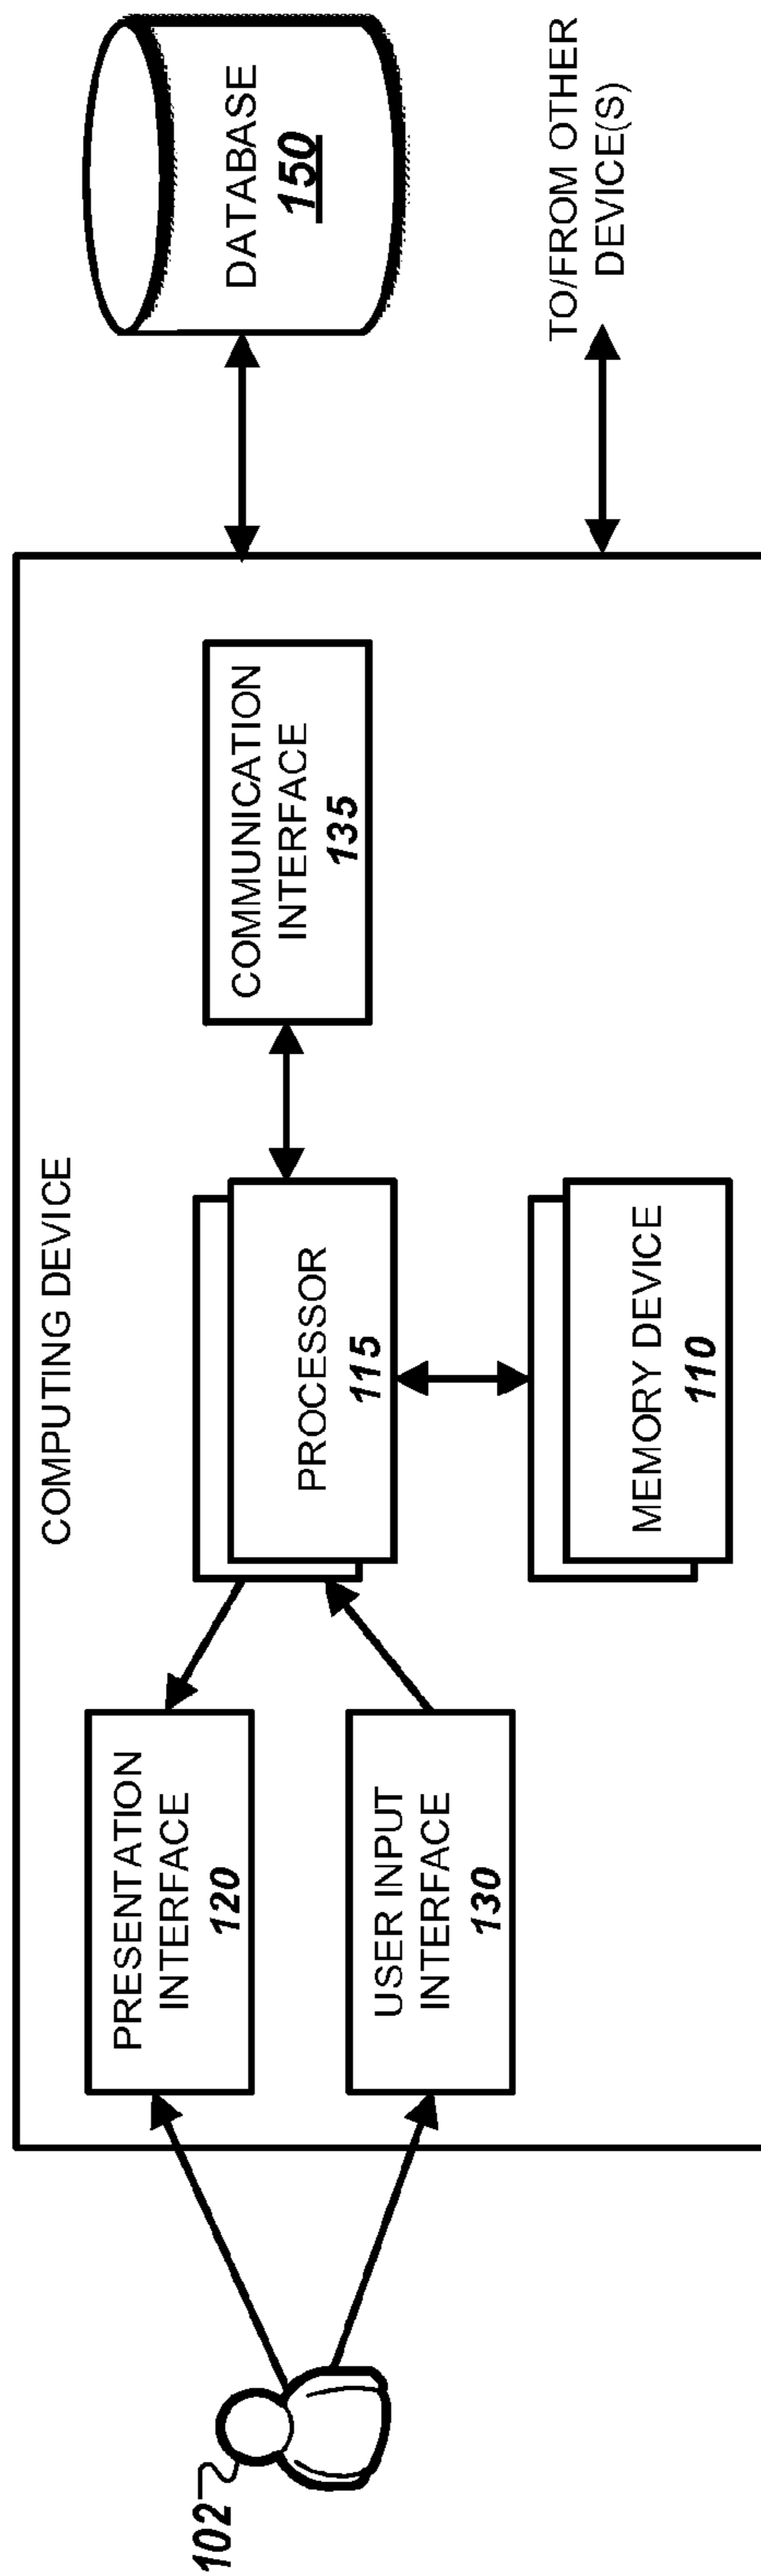 COMPUTING DEVICE
102
PRESENTATION
INTERFACE
120
USER INPUT
INTERFACE
130
PROCESSOR
115
MEMORY DEVICE
110
COMMUNICATION
INTERFACE
135
DATABASE
150
TO/FROM OTHER
DEVICE(S)